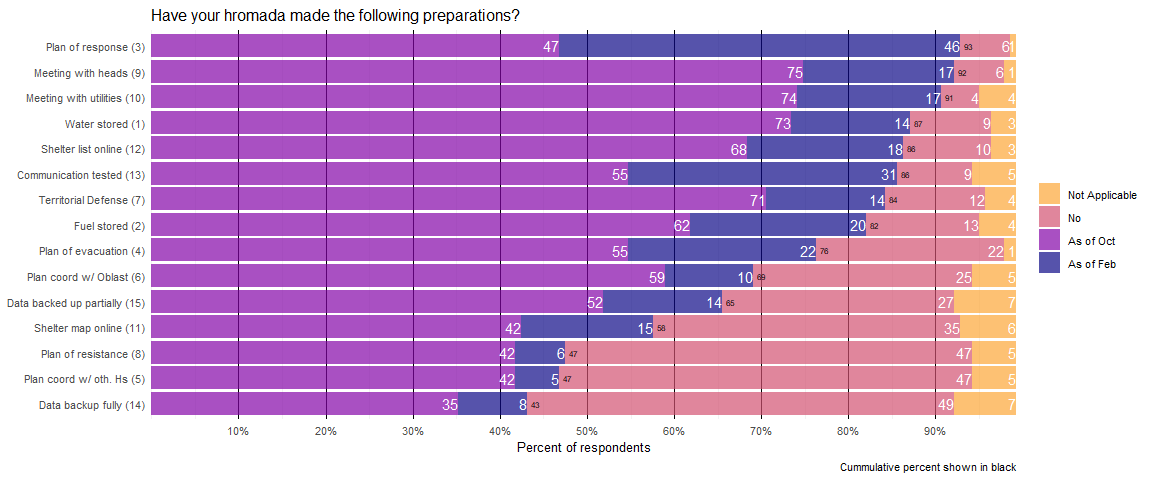 Have your hromada made the following preparations?
Plan of response (3) 47 46 93 6 1
Meeting with heads (9) 75 17 92 6 1
Meeting with utilities (10) 74 17 91 4 4
Water stored (1) 73 14 87 9 3
Shelter list online (12) 68 18 86 10 3
Communication tested (13) 55 31 86 9 5
Territorial Defense (7) 71 14 84 12 4
Fuel stored (2) 62 20 82 13 4
Plan of evacuation (4) 55 22 76 22 1
Plan coord w/ Oblast (6) 59 10 69 25 5
Data backed up partially (15) 52 14 65 27 7
Shelter map online (11) 42 15 58 35 6
Plan of resistance (8) 42 6 47 47 5
Plan coord w/ oth. Hs (5) 42 5 47 47 5
Data backup fully (14) 35 8 43 49 7
10% 20% 30% 40% 50% 60% 70% 80% 90%
Percent of respondents
Cummulative percent shown in black
Not Applicable
No
As of Oct
As of Feb